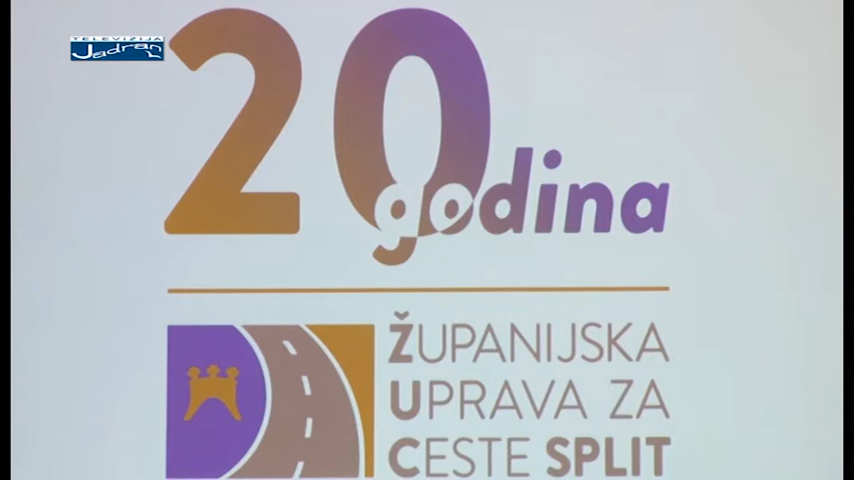 TELEVIZIJA
Jadran
20
godina
ŽUPANIJSKA
UPRAVA ZA
CESTE SPLIT